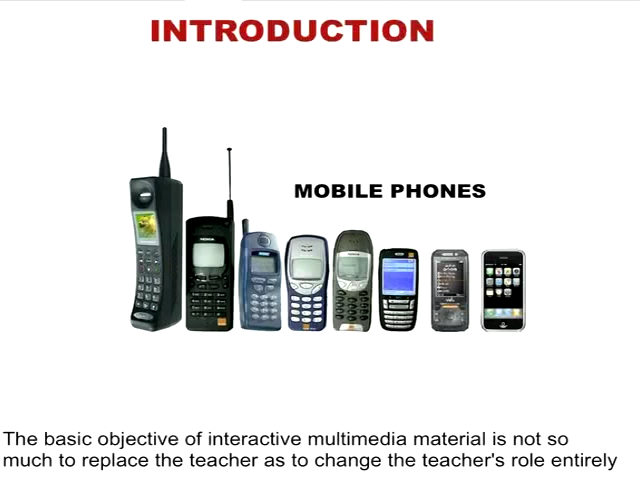 INTRODUCTION
MOBILE PHONES
NOKIA
The basic objective of interactive multimedia material is not so
much to replace the teacher as to change the teacher's role entirely